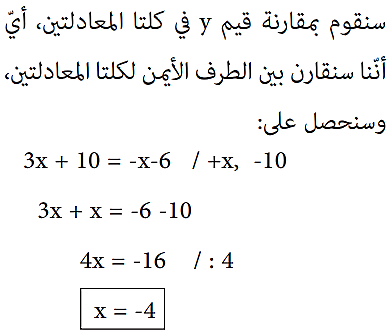 سنقوم بمقارنة قيم y في كلتا المعادلتين، أيّ
أنّنا سنقارن بين الطرف الأيمن لكلتا المعادلتين،
وسنحصل على:
3x + 10 = -x-6 / +x, -10
3x + x = -6 -10
4x = -16 / : 4
x = -4